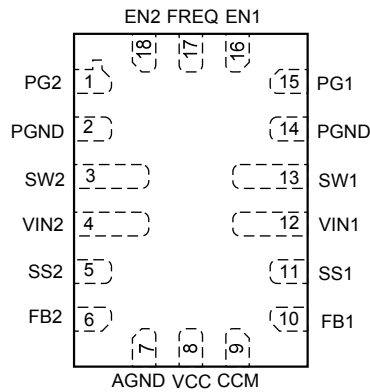 EN2 FREQ EN1
18 17 16
PG2 1 15 PG1
PGND 2 14 PGND
SW2 3 13 SW1
VIN2 4 12 VIN1
SS2 5 11 SS1
FB2 6 10 FB1
7 8 9
AGND VCC CCM